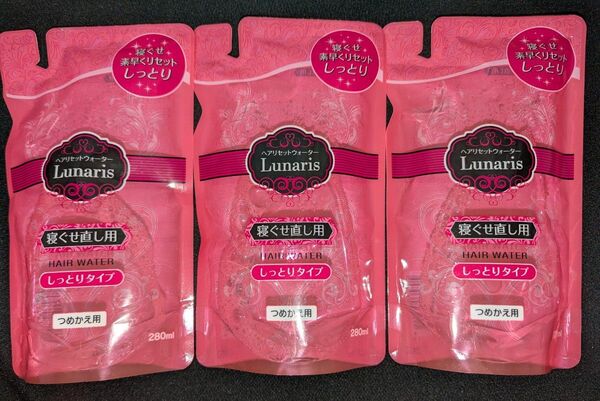 寝ぐせ
素早くリセット
しっとり
ヘアリセットウォーター
Lunaris
寝ぐせ直し用
HAIR WATER
しっとりタイプ
つめかえ用
280ml
寝ぐせ
素早くリセット
しっとり
ヘアリセットウォーター
Lunaris
寝ぐせ直し用
HAIR WATER
しっとりタイプ
つめかえ用
280ml
寝ぐせ
素早くリセット
しっとり
ヘアリセットウォーター
Lunaris
寝ぐせ直し用
HAIR WATER
しっとりタイプ
つめかえ用
280ml